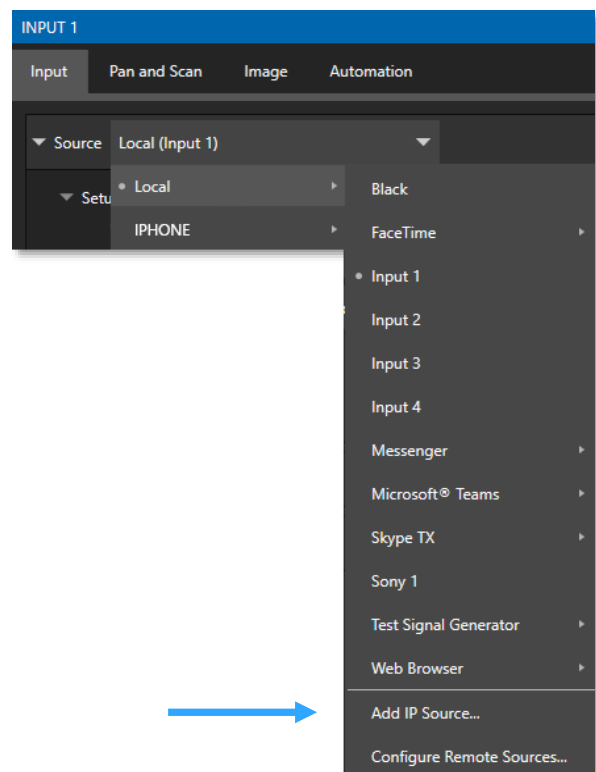 INPUT 1
Input Pan and Scan Image Automation
Source Local (Input 1)
Setu
Local
IPHONE
Black
FaceTime
Input 1
Input 2
Input 3
Input 4
Messenger
Microsoft® Teams
Skype TX
Sony 1
Test Signal Generator
Web Browser
Add IP Source...
Configure Remote Sources...